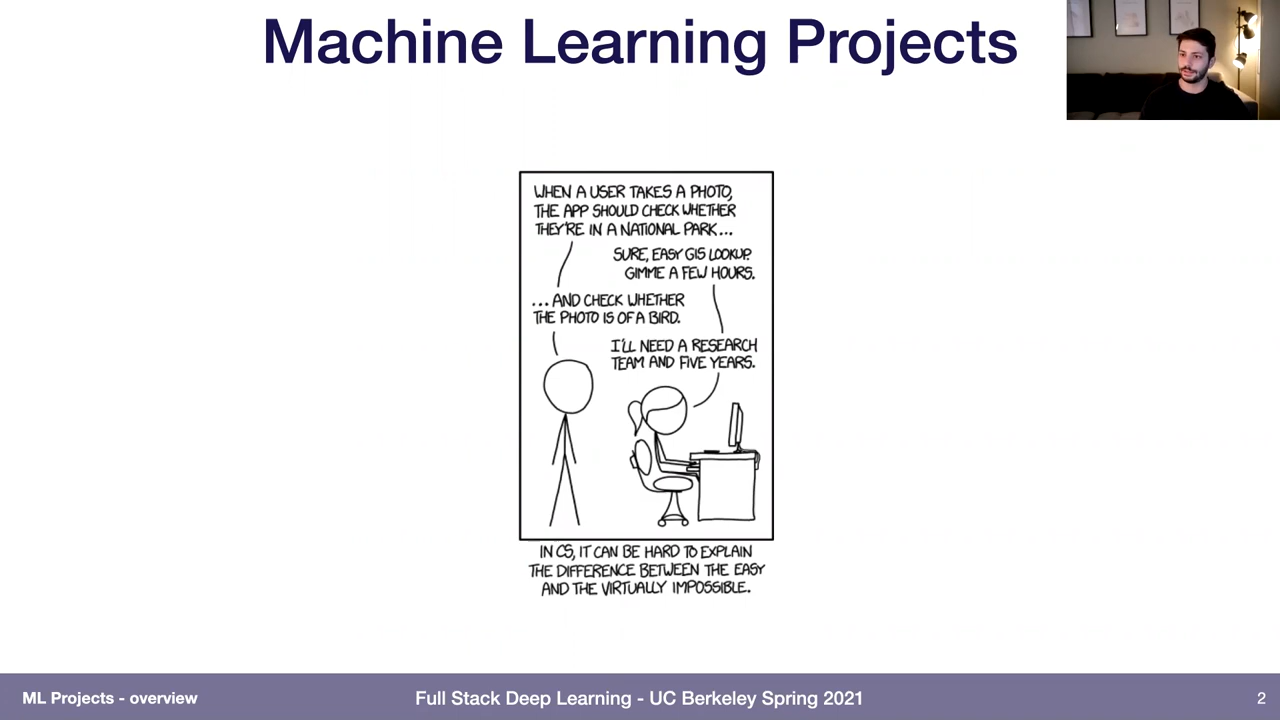 Machine Learning Projects
WHEN A USER TAKES A PHOTO,
THE APP SHOULD CHECK WHETHER
THEY'RE IN A NATIONAL PARK...
SURE, EASY GIS LOOKUP.
GIMME A FEW HOURS.
...AND CHECK WHETHER
THE PHOTO IS OF A BIRD.
I'LL NEED A RESEARCH
TEAM AND FIVE YEARS.
IN CS, IT CAN BE HARD TO EXPLAIN
THE DIFFERENCE BETWEEN THE EASY
AND THE VIRTUALLY IMPOSSIBLE.
ML Projects - overview
Full Stack Deep Learning - UC Berkeley Spring 2021
2